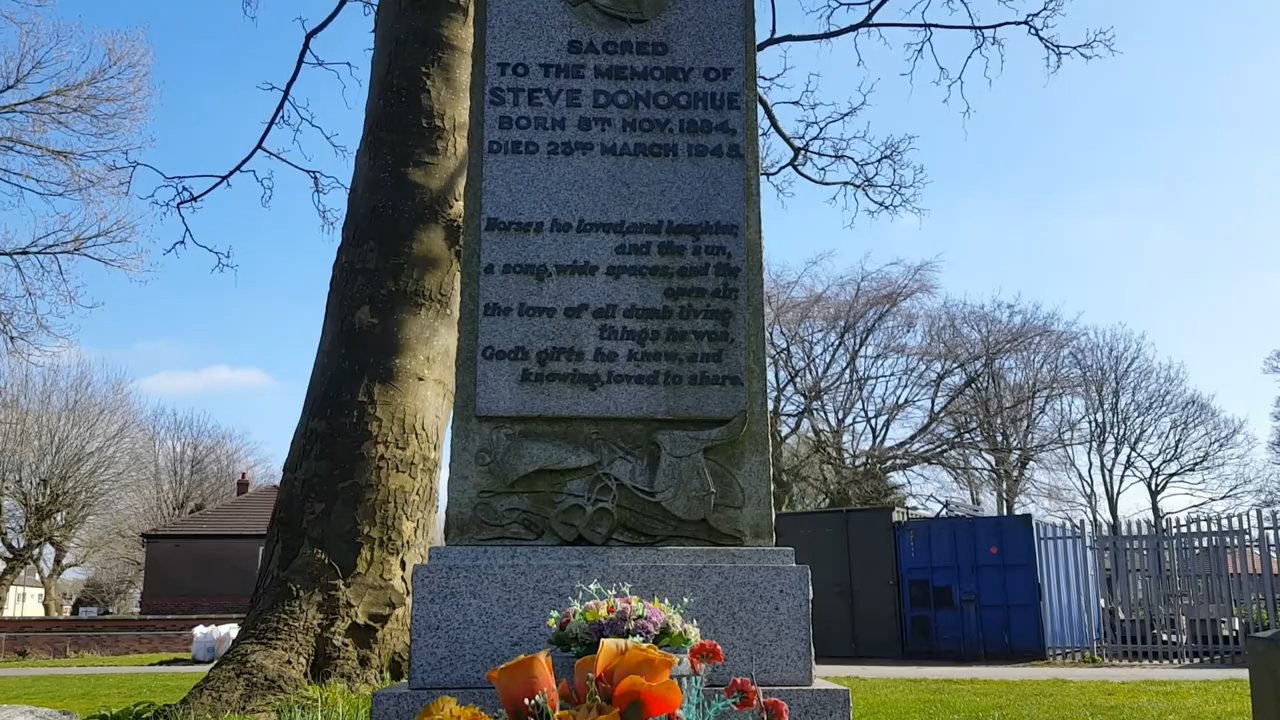 SACRED
TO THE MEMORY OF
STEVE DONOGHUE
BORN 8TH NOV. 1884,
DIED 23RD MARCH 1945.
Horses he loved, and laughter,
and the sun,
a song, wide spaces, and the
open air;
the love of all dumb living
things he won,
God's gifts he knew, and
knowing, loved to share.